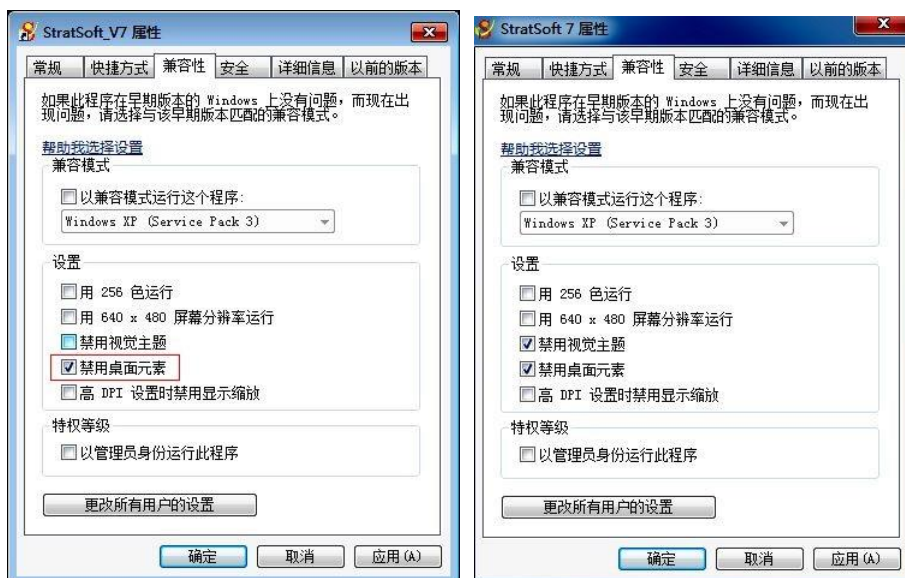 StratSoft_V7 属性
常规 快捷方式 兼容性 安全 详细信息 以前的版本
如果此程序在早期版本的 Windows 上没有问题，而现在出
现问题，请选择与该早期版本匹配的兼容模式。
帮助我选择设置
兼容模式
以兼容模式运行这个程序:
Windows XP (Service Pack 3)
设置
用 256 色运行
用 640 x 480 屏幕分辨率运行
禁用视觉主题
禁用桌面元素
高 DPI 设置时禁用显示缩放
特权等级
以管理员身份运行此程序
更改所有用户的设置
确定 取消 应用(A)
StratSoft 7 属性
常规 快捷方式 兼容性 安全 详细信息 以前的版本
如果此程序在早期版本的 Windows 上没有问题，而现在出
现问题，请选择与该早期版本匹配的兼容模式。
帮助我选择设置
兼容模式
以兼容模式运行这个程序:
Windows XP (Service Pack 3)
设置
用 256 色运行
用 640 x 480 屏幕分辨率运行
禁用视觉主题
禁用桌面元素
高 DPI 设置时禁用显示缩放
特权等级
以管理员身份运行此程序
更改所有用户的设置
确定 取消 应用(A)